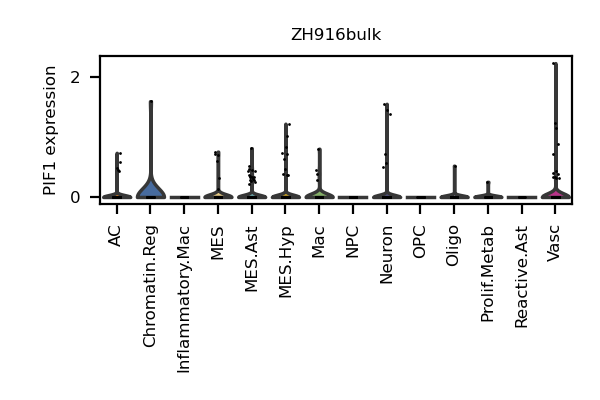 ZH916bulk
PIF1 expression
2
0
AC
Chromatin.Reg
Inflammatory.Mac
MES
MES.Ast
MES.Hyp
Mac
NPC
Neuron
OPC
Oligo
Prolif.Metab
Reactive.Ast
Vasc